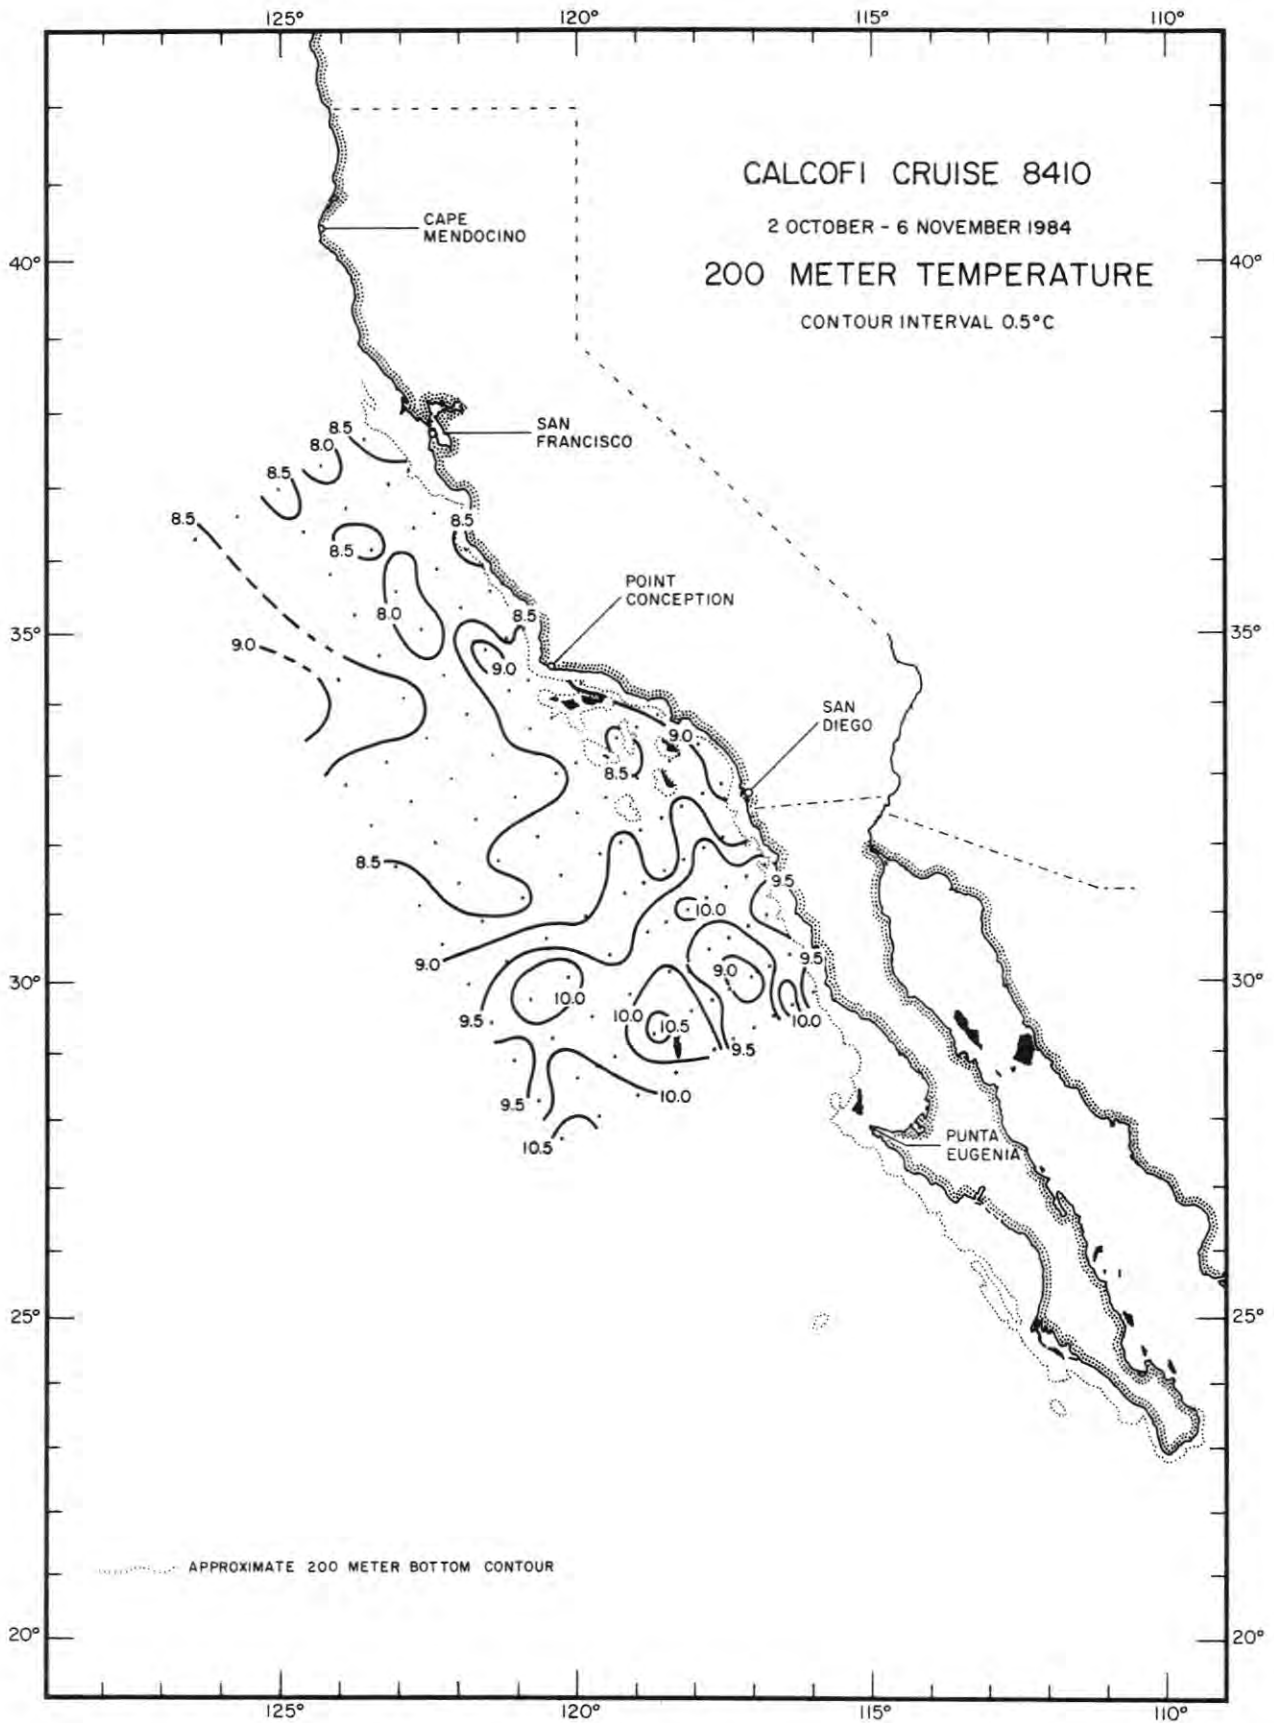 125° 120° 115° 110°
CALCOFI CRUISE 8410
2 OCTOBER - 6 NOVEMBER 1984
200 METER TEMPERATURE
CONTOUR INTERVAL 0.5°C
CAPE
MENDOCINO
40° 40°
SAN
FRANCISCO
8.5
8.0
8.5
8.5
8.5
8.5
POINT
CONCEPTION
8.0
8.5
35° 35°
9.0
9.0
SAN
DIEGO
9.0
8.5
8.5
9.5
10.0
9.0
9.5
9.0
30° 30°
10.0
9.5
10.0
10.5
10.0
9.5
9.5
10.0
10.5
PUNTA
EUGENIA
25° 25°
APPROXIMATE 200 METER BOTTOM CONTOUR
20° 20°
125° 120° 115° 110°